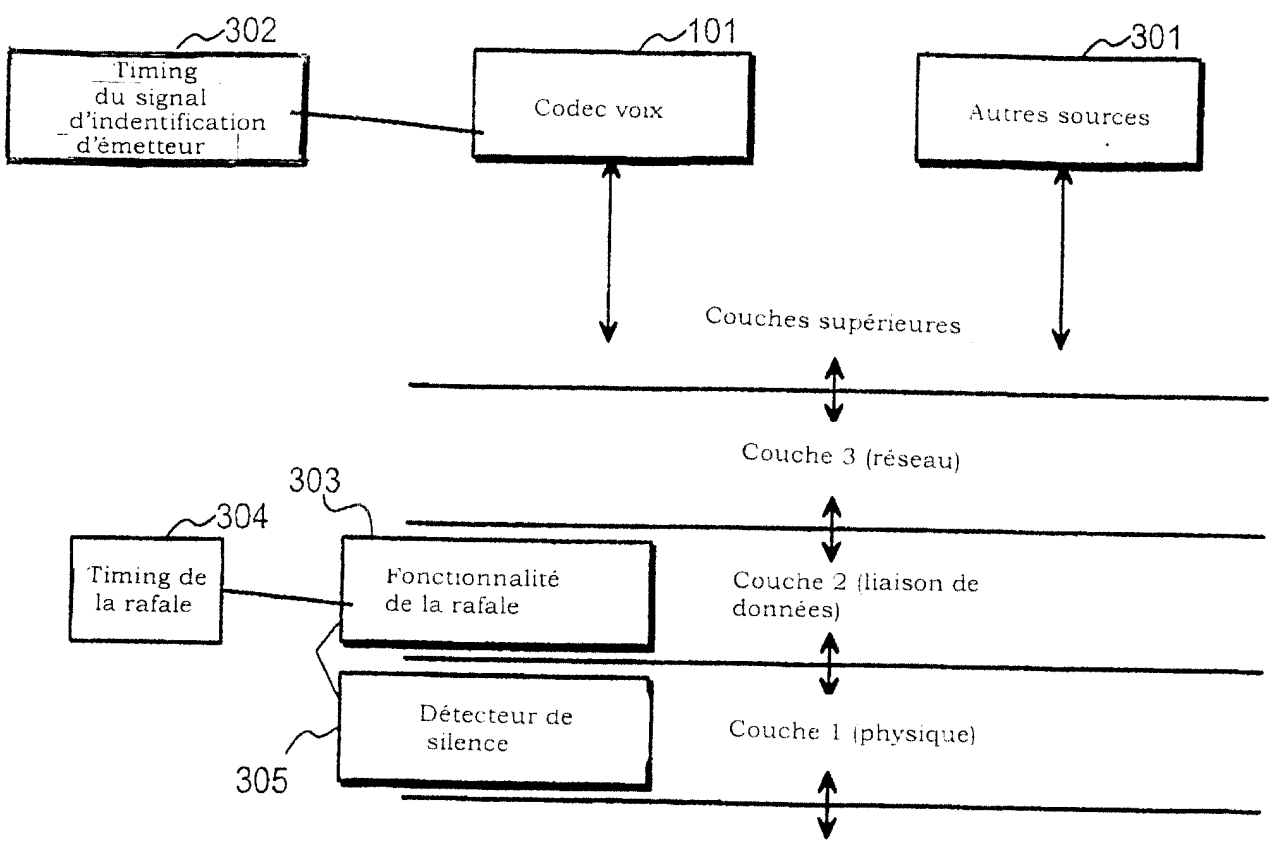 302
Timing
du signal
d'indentification
d'émetteur
101
Codec voix
301
Autres sources
Couches supérieures
Couche 3 (réseau)
304
Timing de
la rafale
303
Fonctionnalité
de la rafale
Couche 2 (liaison de
données)
305
Détecteur de
silence
Couche 1 (physique)